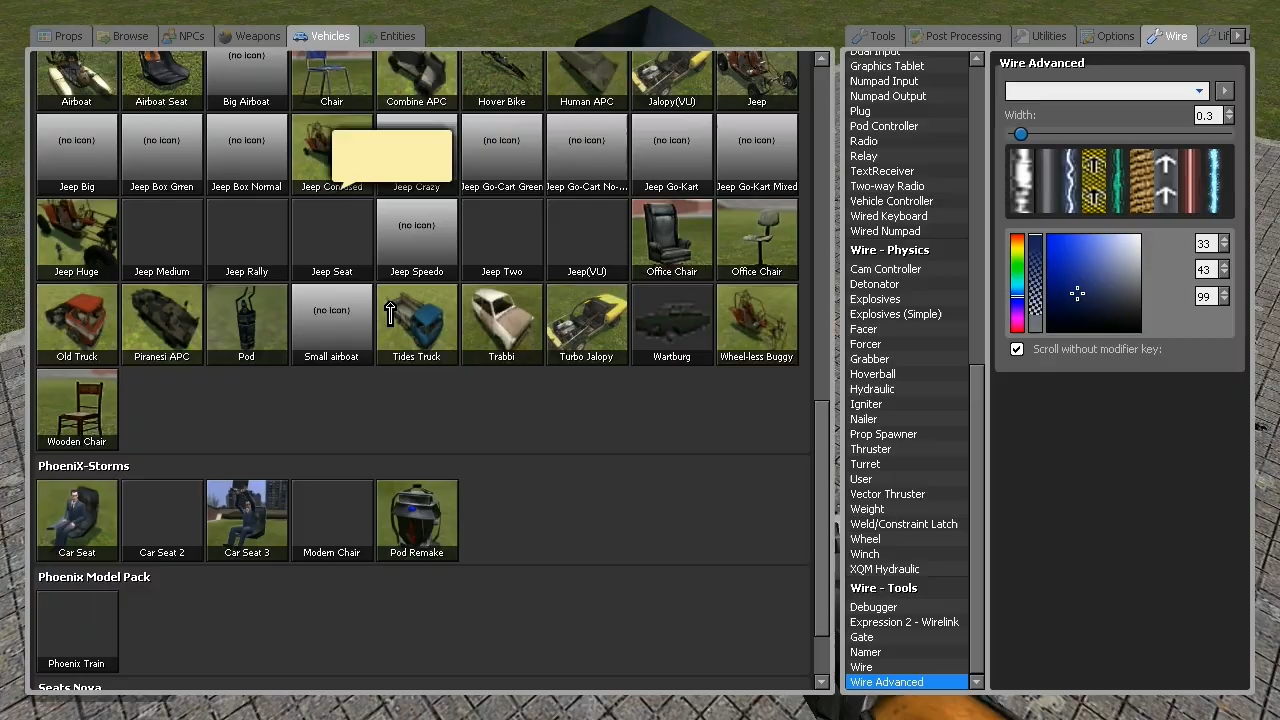 Props Browse NPCs Weapons Vehicles Entities
Airboat Airboat Seat Big Airboat Chair Combine APC Hover Bike Human APC Jalopy(VU) Jeep
(no icon)
(no icon) (no icon) (no icon) (no icon) (no icon) (no icon) (no icon)
Jeep Big Jeep Box Grren Jeep Box Normal Jeep Crazy Jeep Go-Cart Green Jeep Go-Cart No-... Jeep Go-Kart Jeep Go-Kart Mixed
(no icon)
Jeep Huge Jeep Medium Jeep Rally Jeep Seat Jeep Speedo Jeep Two Jeep(VU) Office Chair Office Chair
(no icon)
Old Truck Piranesi APC Pod Small airboat Tides Truck Trabbi Turbo Jalopy Wartburg Wheel-less Buggy
Wooden Chair
PhoeniX-Storms
Car Seat Car Seat 2 Car Seat 3 Modern Chair Pod Remake
Phoenix Model Pack
Phoenix Train
Seats Nova
Tools Post Processing Utilities Options Wire
Dual Input
Graphics Tablet
Numpad Input
Numpad Output
Plug
Pod Controller
Radio
Relay
TextReceiver
Two-way Radio
Vehicle Controller
Wired Keyboard
Wired Numpad
Wire - Physics
Cam Controller
Detonator
Explosives
Explosives (Simple)
Facer
Forcer
Grabber
Hoverball
Hydraulic
Igniter
Nailer
Prop Spawner
Thruster
Turret
User
Vector Thruster
Weight
Weld/Constraint Latch
Wheel
Winch
XQM Hydraulic
Wire - Tools
Debugger
Expression 2 - Wirelink
Gate
Namer
Wire
Wire Advanced
Wire Advanced
Width: 0.3
33
43
99
Scroll without modifier key: